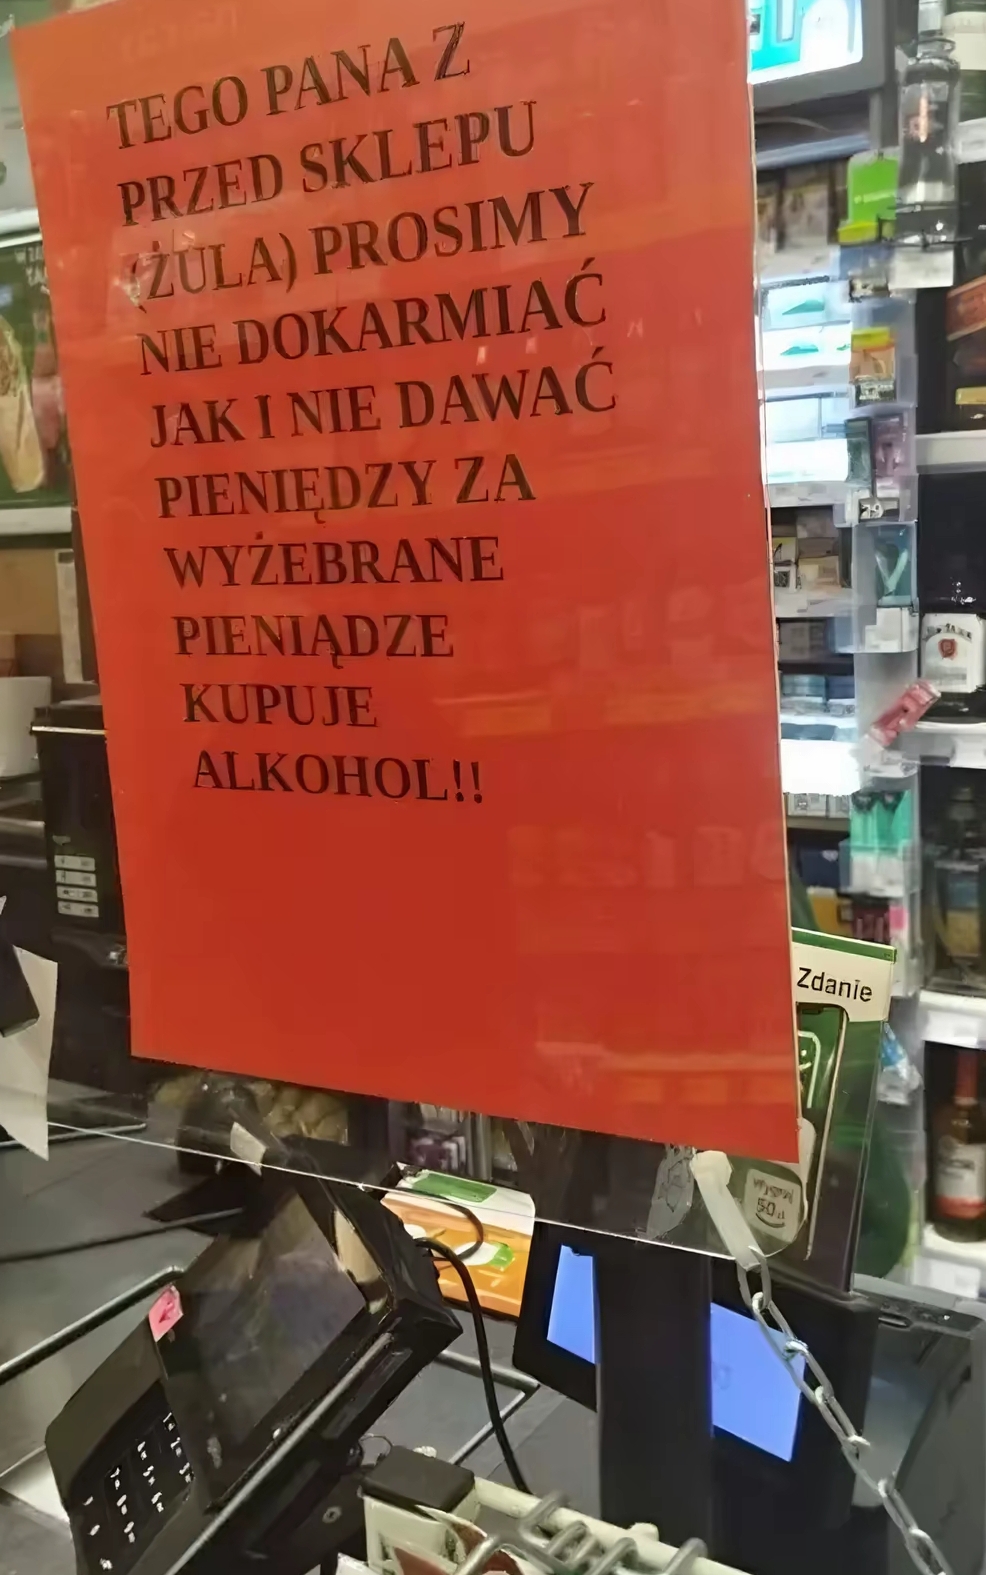 TEGO PANA Z
PRZED SKLEPU
(ŻULA) PROSIMY
NIE DOKARMIAĆ
JAK I NIE DAWAĆ
PIENIĘDZY ZA
WYŻEBRANE
PIENIĄDZE
KUPUJE
ALKOHOL!!
Zdanie